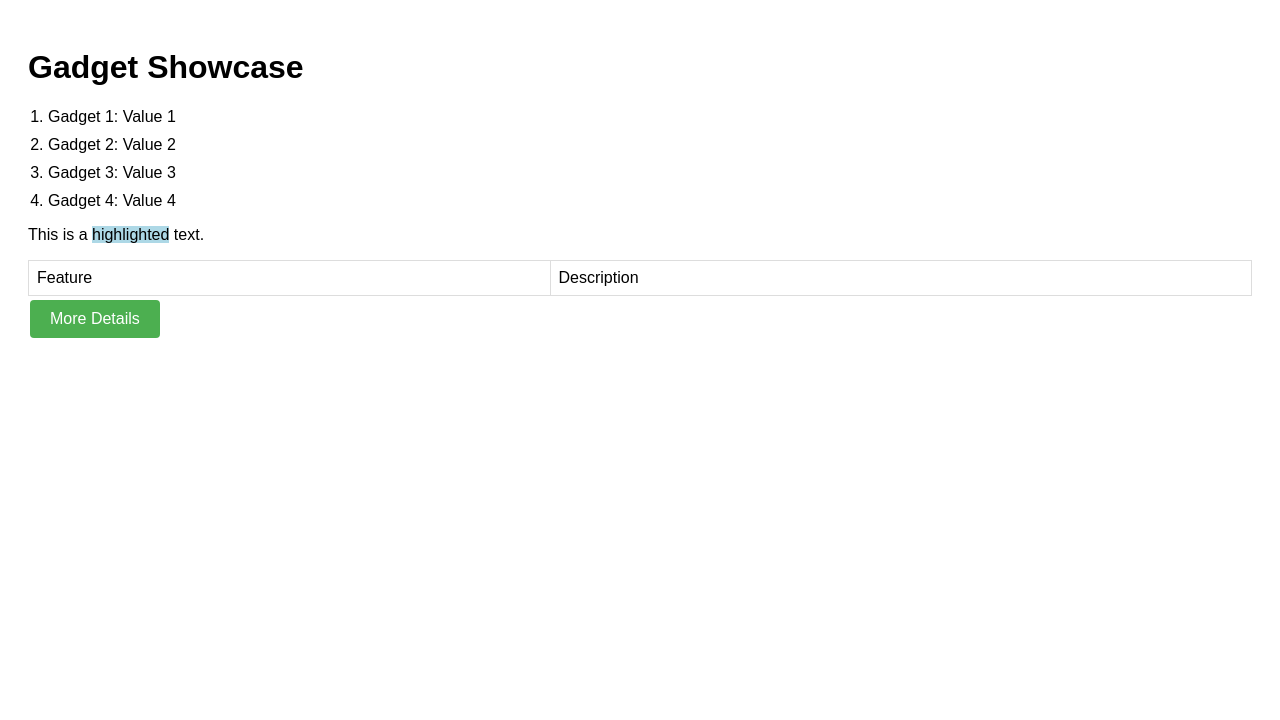 Gadget Showcase
1. Gadget 1: Value 1
2. Gadget 2: Value 2
3. Gadget 3: Value 3
4. Gadget 4: Value 4
This is a highlighted text.
Feature Description
More Details